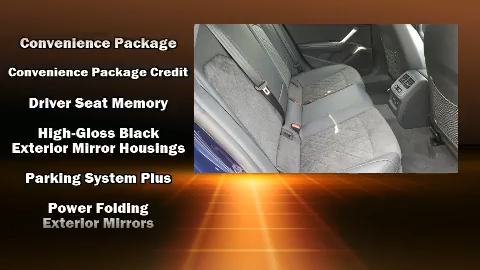 Convenience Package
Convenience Package Credit
Driver Seat Memory
High-Gloss Black
Exterior Mirror Housings
Parking System Plus
Power Folding
Exterior Mirrors